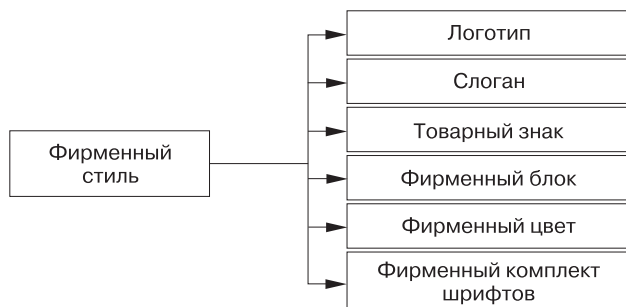 Логотип
Слоган
Товарный знак
Фирменный
стиль
Фирменный блок
Фирменный цвет
Фирменный комплект
шрифтов